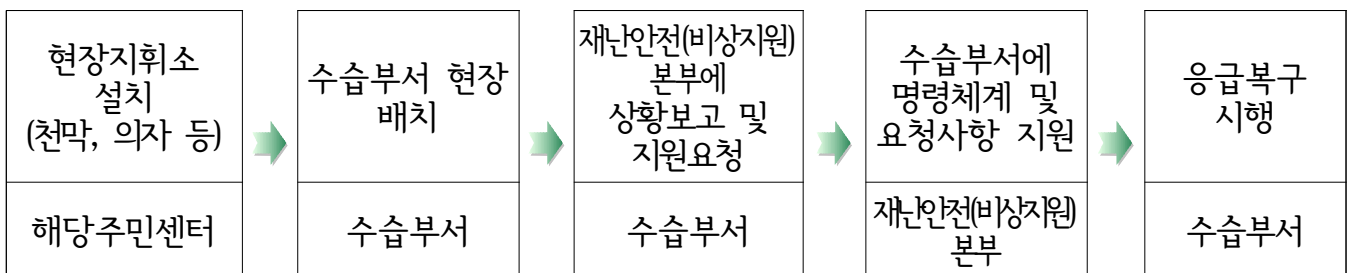 현장지휘소
설치
(천막, 의자 등)
해당주민센터
수습부서 현장
배치
수습부서
재난안전(비상지원)
본부에
상황보고 및
지원요청
수습부서
수습부서에
명령체계 및
요청사항 지원
재난안전(비상지원)
본부
응급복구
시행
수습부서